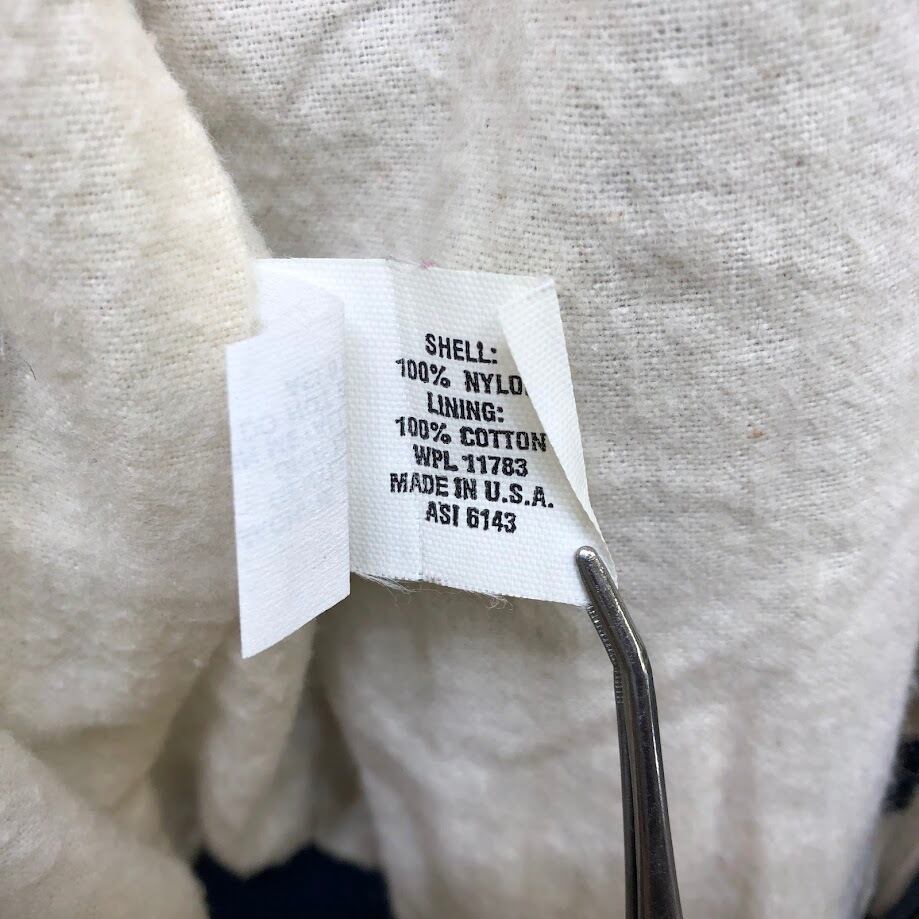 SHELL:
100% NYLO
LINING:
100% COTTON
WPL 11783
MADE IN U.S.A.
ASI 6143